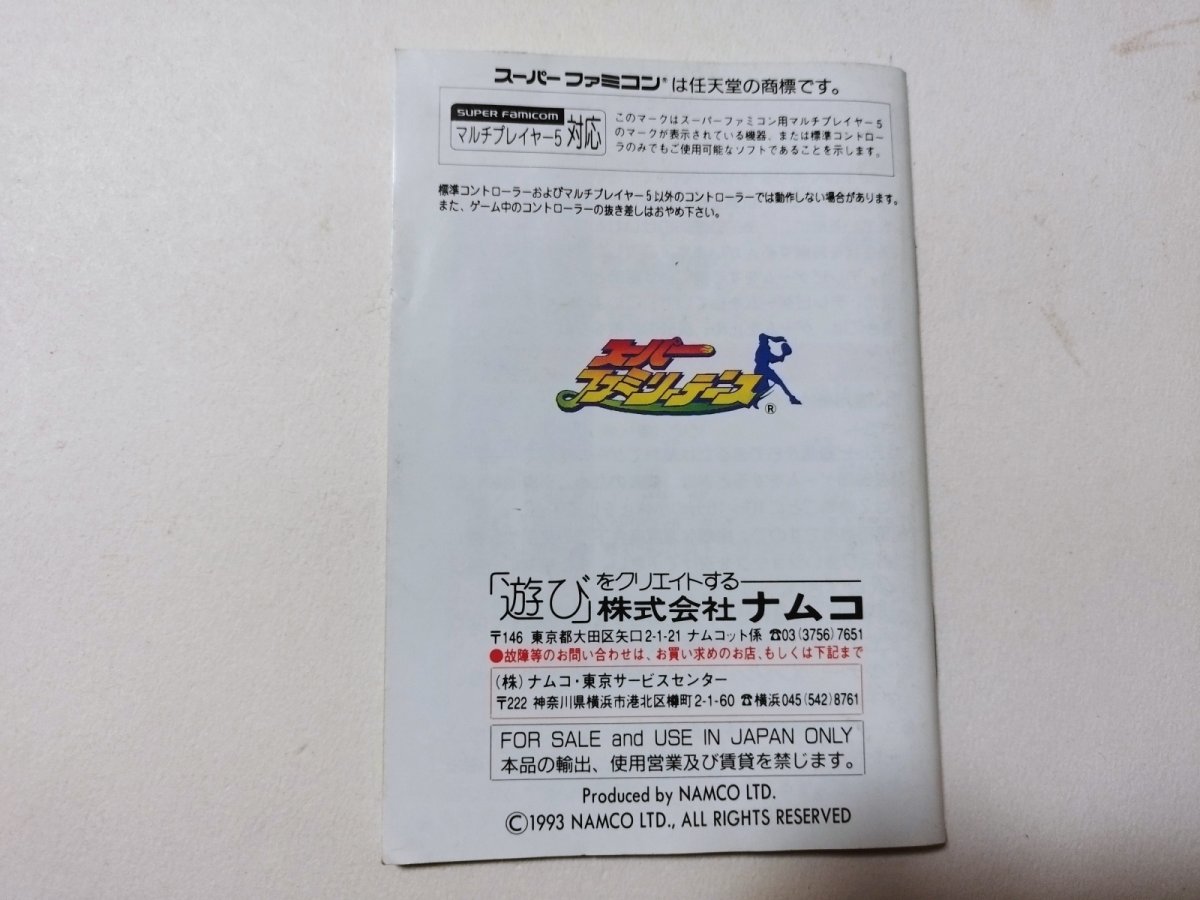 スーパーファミコン®は任天堂の商標です。
SUPER FAMICOM
マルチプレイヤー5 対応
このマークはスーパーファミコン用マルチプレイヤー5
のマークが表示されている機器、または標準コントロー
ラのみでもご使用可能なソフトであることを示します。
標準コントローラーおよびマルチプレイヤー5以外のコントローラーでは動作しない場合があります。
また、ゲーム中のコントローラーの抜き差しはおやめ下さい。
スーパー
ファミリーテニス®
「遊び」をクリエイトする
株式会社ナムコ
〒146 東京都大田区矢口2-1-21 ナムコット係 ☎03(3756)7651
●故障等のお問い合わせは、お買い求めのお店、もしくは下記まで
(株)ナムコ・東京サービスセンター
〒222 神奈川県横浜市港北区樽町2-1-60 ☎横浜045(542)8761
FOR SALE and USE IN JAPAN ONLY
本品の輸出、使用営業及び賃貸を禁じます。
Produced by NAMCO LTD.
©1993 NAMCO LTD., ALL RIGHTS RESERVED